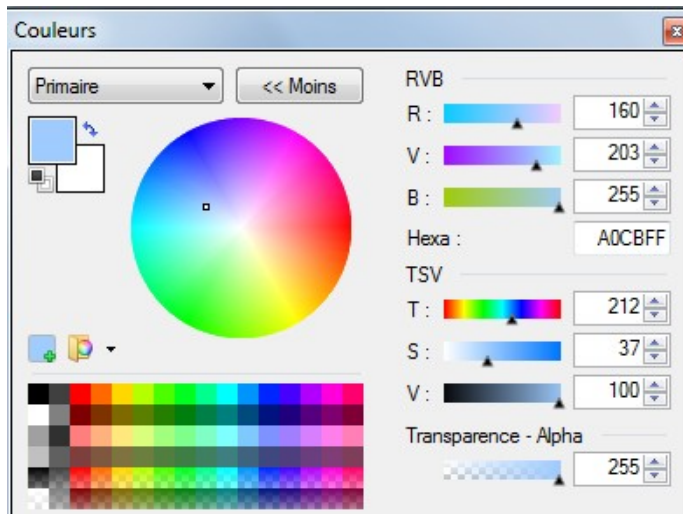 Couleurs
Primaire
<< Moins
RVB
R : 160
V : 203
B : 255
Hexa : A0CBFF
TSV
T : 212
S : 37
V : 100
Transparence - Alpha
255